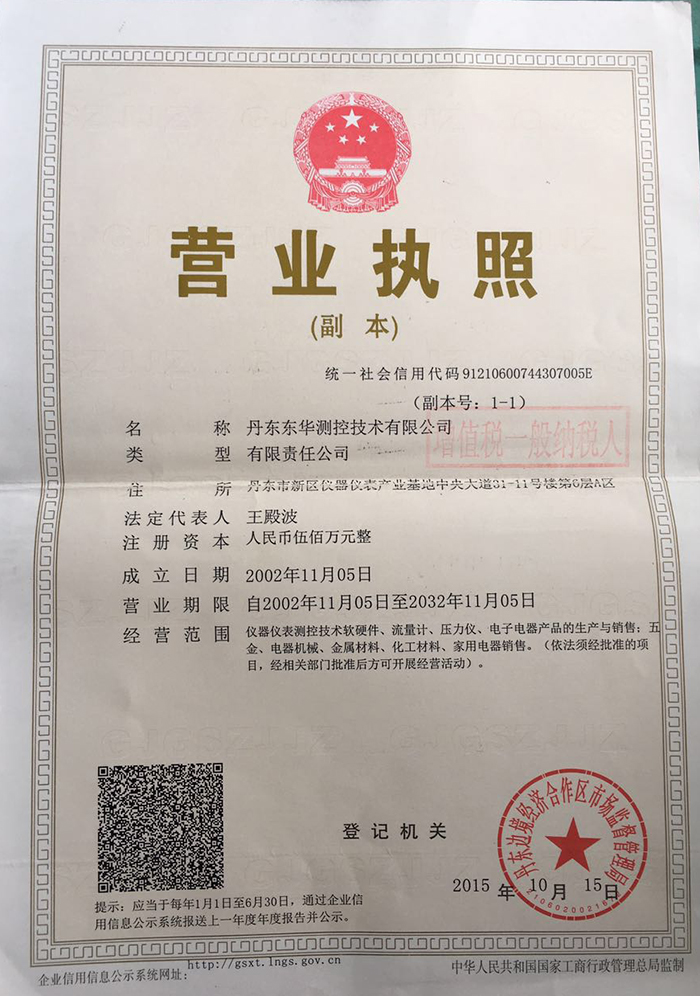 营业执照
(副 本)
统一社会信用代码91210600744307005E
(副本号：1-1)
增值税一般纳税人
名 称 丹东东华测控技术有限公司
类 型 有限责任公司
住 所 丹东市新区仪器仪表产业基地中央大道31-11号楼第6层A区
法定代表人 王殿波
注册资本 人民币伍佰万元整
成立日期 2002年11月05日
营业期限 自2002年11月05日至2032年11月05日
经营范围 仪器仪表测控技术软硬件、流量计、压力仪、电子电器产品的生产与销售；五
金、电器机械、金属材料、化工材料、家用电器销售。（依法须经批准的项
目，经相关部门批准后方可开展经营活动）。
登记机关
丹东边境经济合作区市场监督管理局
2015 年 10 月 15日
提示：应当于每年1月1日至6月30日，通过企业信
用信息公示系统报送上一年度年度报告并公示。
企业信用信息公示系统网址： http://gsxt.lngs.gov.cn
中华人民共和国国家工商行政管理总局监制